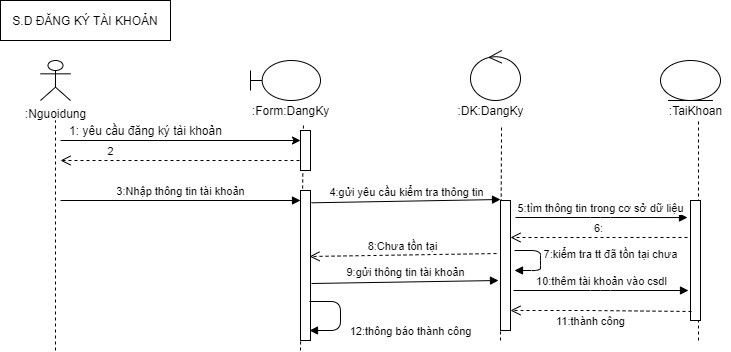 S.D ĐĂNG KÝ TÀI KHOẢN
:Nguoidung
:Form:DangKy
:DK:DangKy
:TaiKhoan
1: yêu cầu đăng ký tài khoản
2
3:Nhập thông tin tài khoản
4:gửi yêu cầu kiểm tra thông tin
5:tìm thông tin trong cơ sở dữ liệu
6:
7:kiểm tra tt đã tồn tại chưa
8:Chưa tồn tại
9:gửi thông tin tài khoản
10:thêm tài khoản vào csdl
11:thành công
12:thông báo thành công